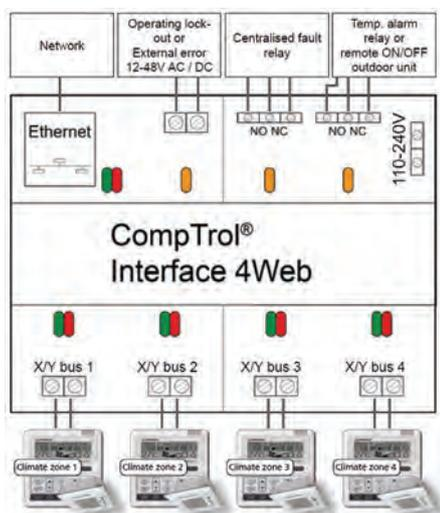 Network
Operating lock-
out or
External error
12-48V AC / DC
Centralised fault
relay
Temp. alarm
relay or
remote ON/OFF
outdoor unit
Ethernet
NO NC
NO NC
110-240V
CompTrol®
Interface 4Web
X/Y bus 1
X/Y bus 2
X/Y bus 3
X/Y bus 4
Climate zone 1
Climate zone 2
Climate zone 3
Climate zone 4